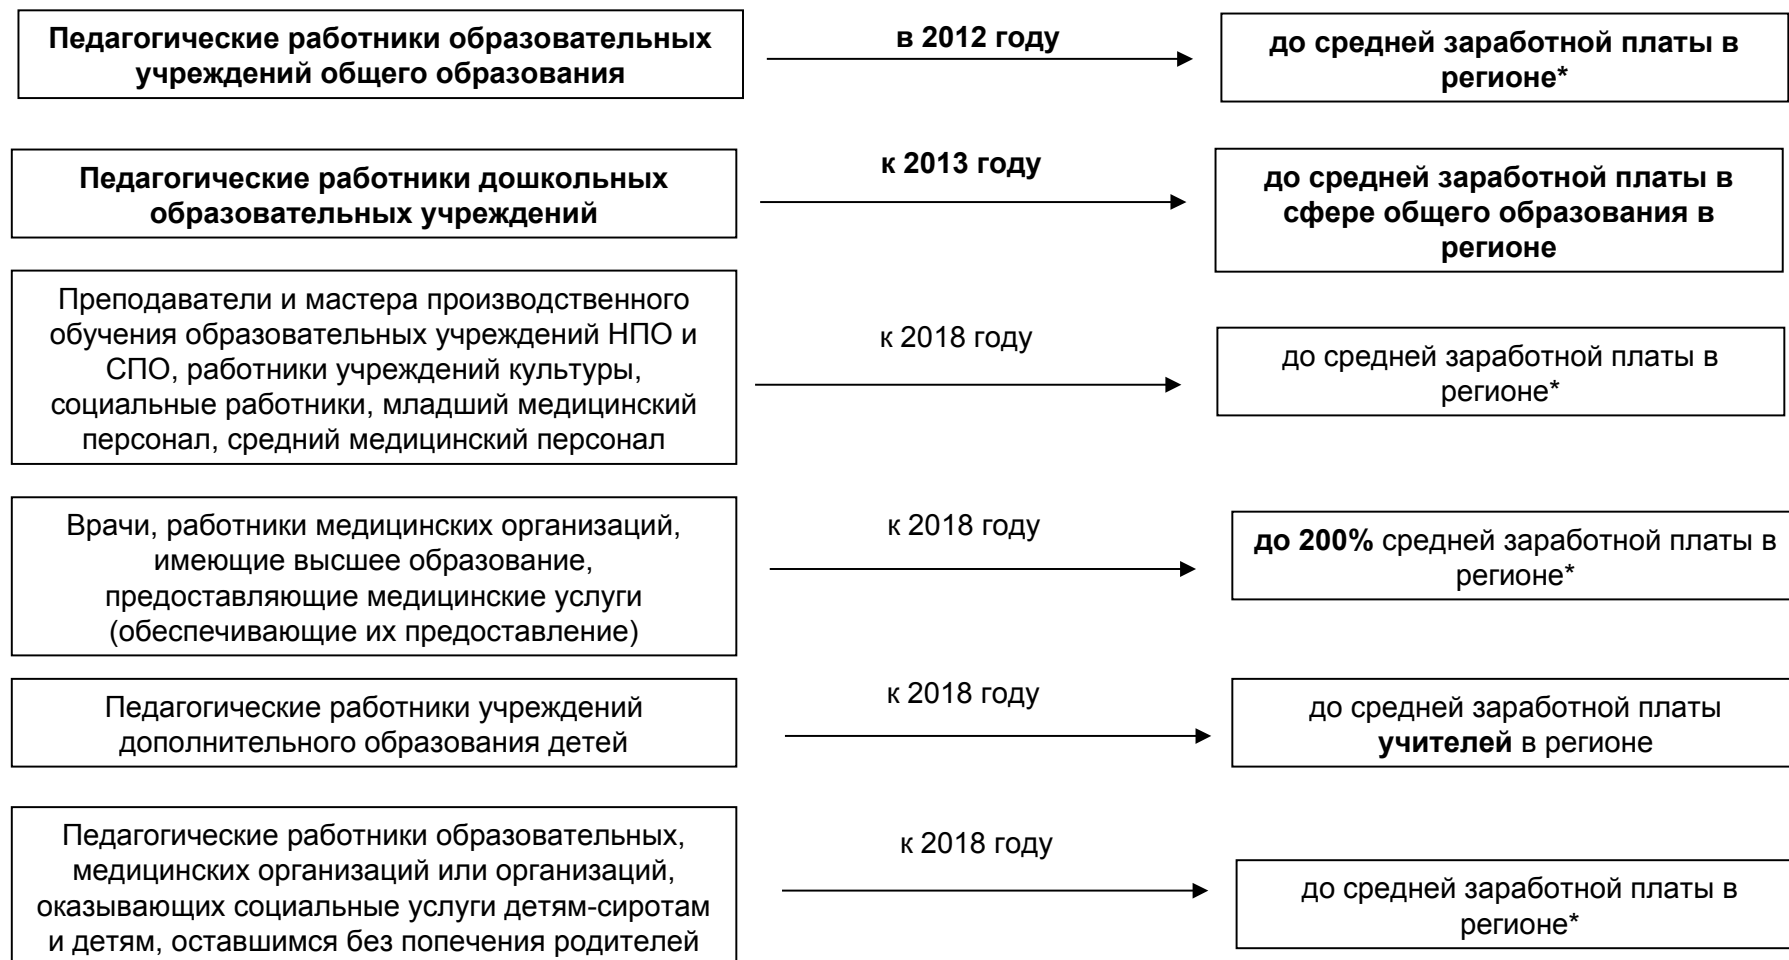 Педагогические работники образовательных
учреждений общего образования
в 2012 году
до средней заработной платы в
регионе*
Педагогические работники дошкольных
образовательных учреждений
к 2013 году
до средней заработной платы в
сфере общего образования в
регионе
Преподаватели и мастера производственного
обучения образовательных учреждений НПО и
СПО, работники учреждений культуры,
социальные работники, младший медицинский
персонал, средний медицинский персонал
к 2018 году
до средней заработной платы в
регионе*
Врачи, работники медицинских организаций,
имеющие высшее образование,
предоставляющие медицинские услуги
(обеспечивающие их предоставление)
к 2018 году
до 200% средней заработной платы в
регионе*
Педагогические работники учреждений
дополнительного образования детей
к 2018 году
до средней заработной платы
учителей в регионе
Педагогические работники образовательных,
медицинских организаций или организаций,
оказывающих социальные услуги детям-сиротам
и детям, оставшимся без попечения родителей
к 2018 году
до средней заработной платы в
регионе*